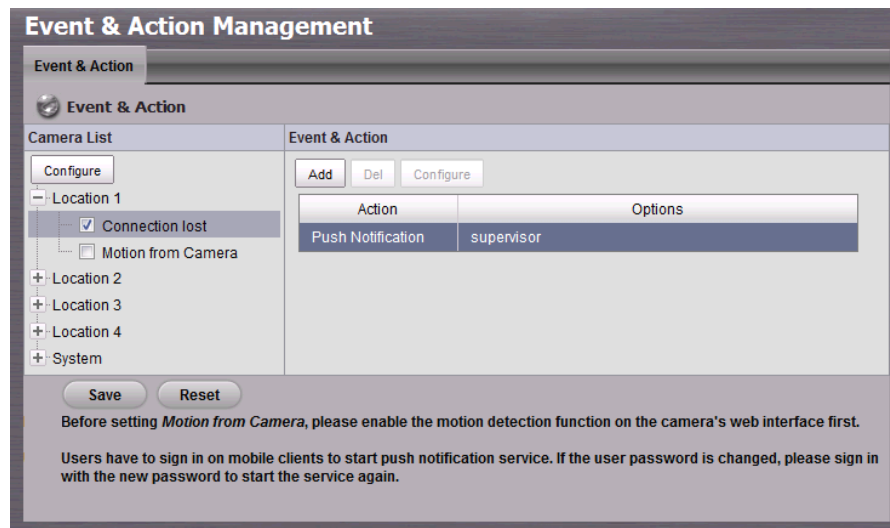 Event & Action Management
Event & Action
Event & Action
Camera List
Configure
Location 1
Connection lost
Motion from Camera
Location 2
Location 3
Location 4
System
Event & Action
Add Del Configure
Action Options
Push Notification supervisor
Save Reset
Before setting Motion from Camera, please enable the motion detection function on the camera's web interface first.
Users have to sign in on mobile clients to start push notification service. If the user password is changed, please sign in
with the new password to start the service again.